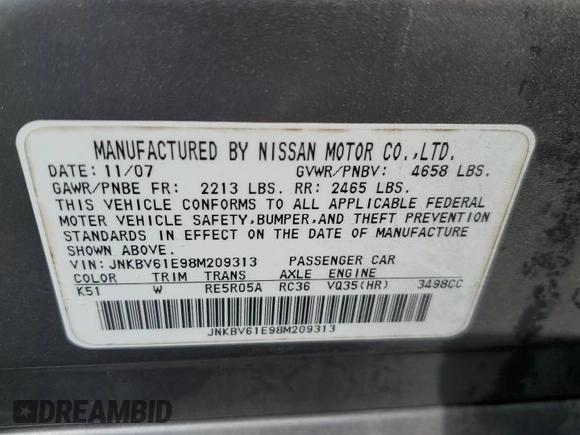 MANUFACTURED BY NISSAN MOTOR CO.,LTD.
DATE: 11/07 GVWR/PNBV: 4658 LBS.
GAWR/PNBE FR: 2213 LBS. RR: 2465 LBS.
THIS VEHICLE CONFORMS TO ALL APPLICABLE FEDERAL
MOTOR VEHICLE SAFETY,BUMPER,AND THEFT PREVENTION
STANDARDS IN EFFECT ON THE DATE OF MANUFACTURE
SHOWN ABOVE.
VIN: JNKBV61E98M209313 PASSENGER CAR
COLOR TRIM TRANS AXLE ENGINE
K51 W RE5R05A RC36 VQ35(HR) 3498CC
JNKBV61E98M209313
DREAMBID